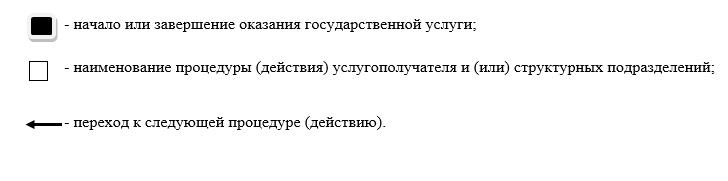 - начало или завершение оказания государственной услуги;
- наименование процедуры (действия) услугополучателя и (или) структурных подразделений;
- переход к следующей процедуре (действию).